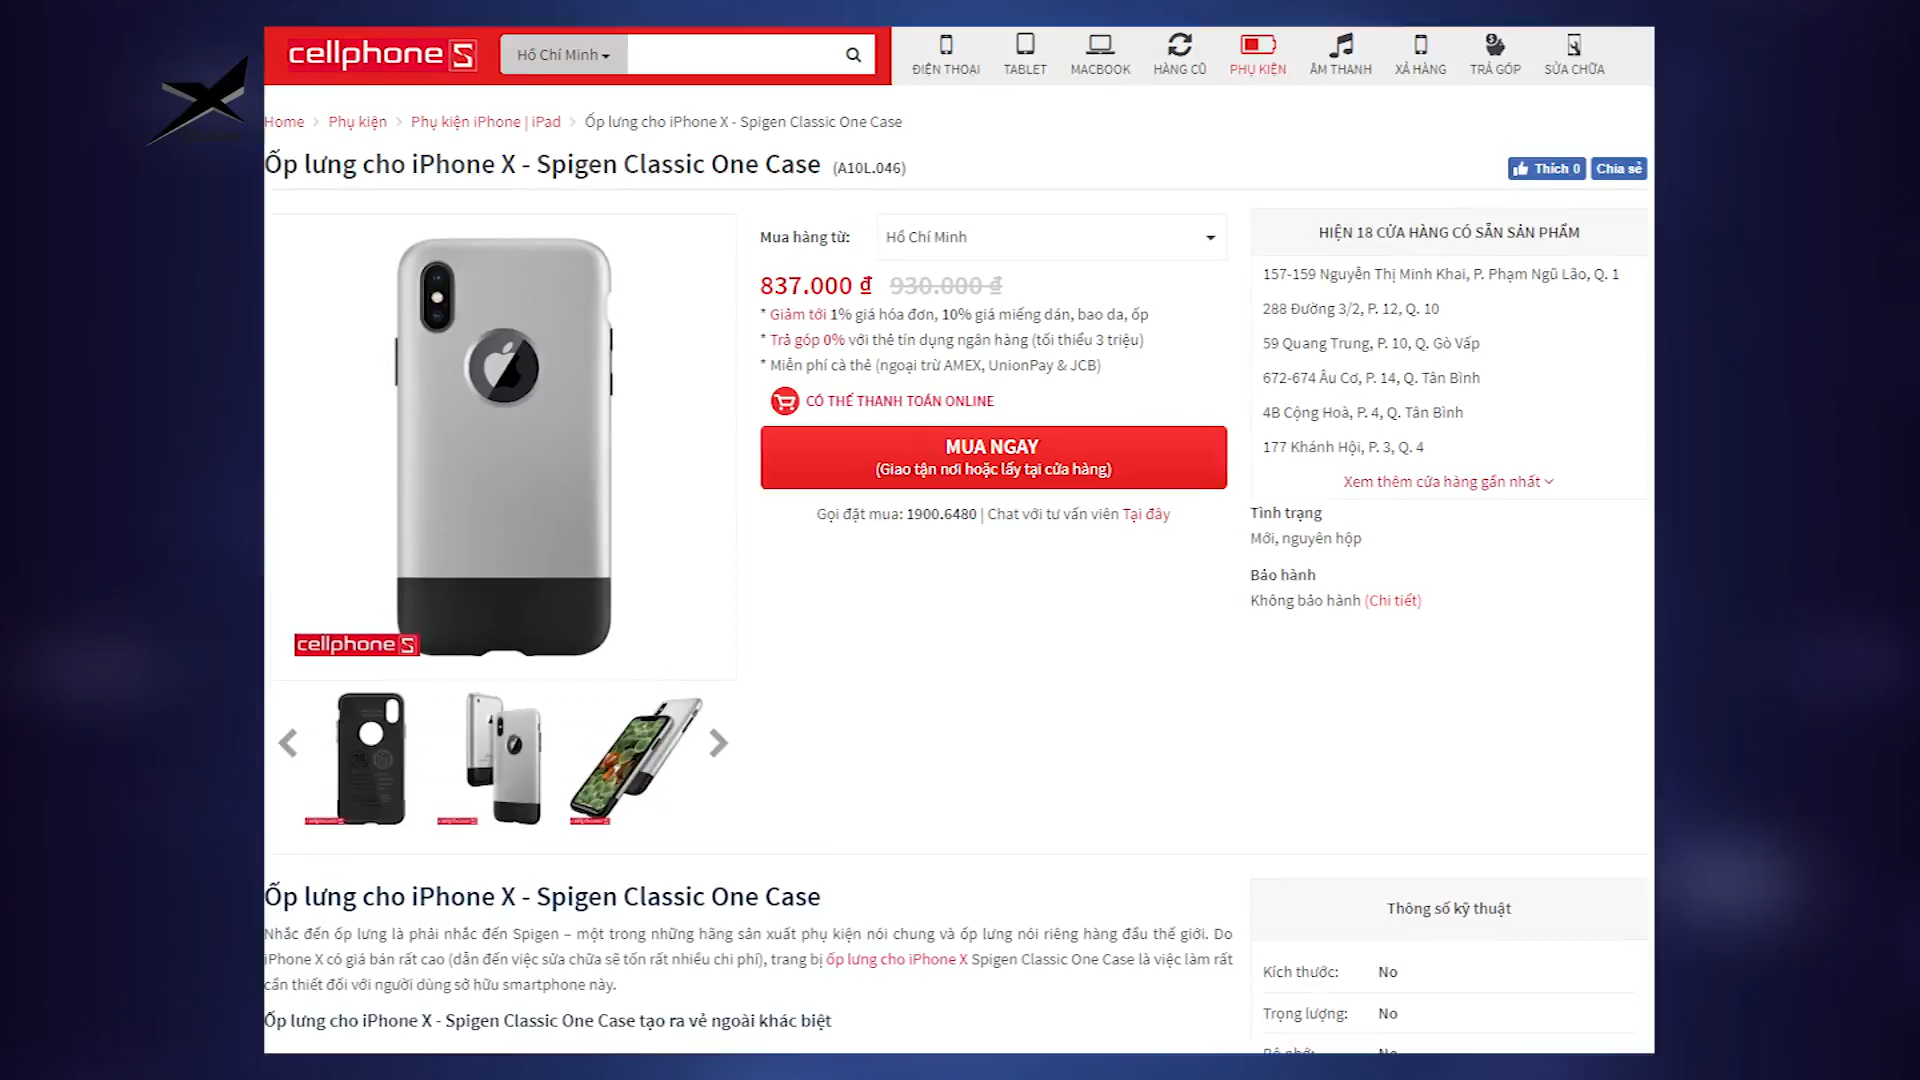 cellphone S
Hồ Chí Minh
ĐIỆN THOẠI
TABLET
MACBOOK
HÀNG CŨ
PHỤ KIỆN
ÂM THANH
XẢ HÀNG
TRẢ GÓP
SỬA CHỮA
Home > Phụ kiện > Phụ kiện iPhone | iPad > Ốp lưng cho iPhone X - Spigen Classic One Case
Ốp lưng cho iPhone X - Spigen Classic One Case (A10L.046)
Thích 0
Chia sẻ
Mua hàng từ: Hồ Chí Minh
837.000 ₫ 930.000 ₫
* Giảm tới 1% giá hóa đơn, 10% giá miếng dán, bao da, ốp
* Trả góp 0% với thẻ tín dụng ngân hàng (tối thiểu 3 triệu)
* Miễn phí cà thẻ (ngoại trừ AMEX, UnionPay & JCB)
CÓ THỂ THANH TOÁN ONLINE
MUA NGAY
(Giao tận nơi hoặc lấy tại cửa hàng)
Gọi đặt mua: 1900.6480 | Chat với tư vấn viên Tại đây
HIỆN 18 CỬA HÀNG CÓ SẴN SẢN PHẨM
157-159 Nguyễn Thị Minh Khai, P. Phạm Ngũ Lão, Q. 1
288 Đường 3/2, P. 12, Q. 10
59 Quang Trung, P. 10, Q. Gò Vấp
672-674 Âu Cơ, P. 14, Q. Tân Bình
4B Cộng Hoà, P. 4, Q. Tân Bình
177 Khánh Hội, P. 3, Q. 4
Xem thêm cửa hàng gần nhất
Tình trạng
Mới, nguyên hộp
Bảo hành
Không bảo hành (Chi tiết)
cellphone S
Ốp lưng cho iPhone X - Spigen Classic One Case
Nhắc đến ốp lưng là phải nhắc đến Spigen – một trong những hãng sản xuất phụ kiện nói chung và ốp lưng nói riêng hàng đầu thế giới. Do
iPhone X có giá bán rất cao (dẫn đến việc sửa chữa sẽ tốn rất nhiều chi phí), trang bị ốp lưng cho iPhone X Spigen Classic One Case là việc làm rất
cần thiết đối với người dùng sở hữu smartphone này.
Ốp lưng cho iPhone X - Spigen Classic One Case tạo ra vẻ ngoài khác biệt
Thông số kỹ thuật
Kích thước: No
Trọng lượng: No
Bộ nhớ: No